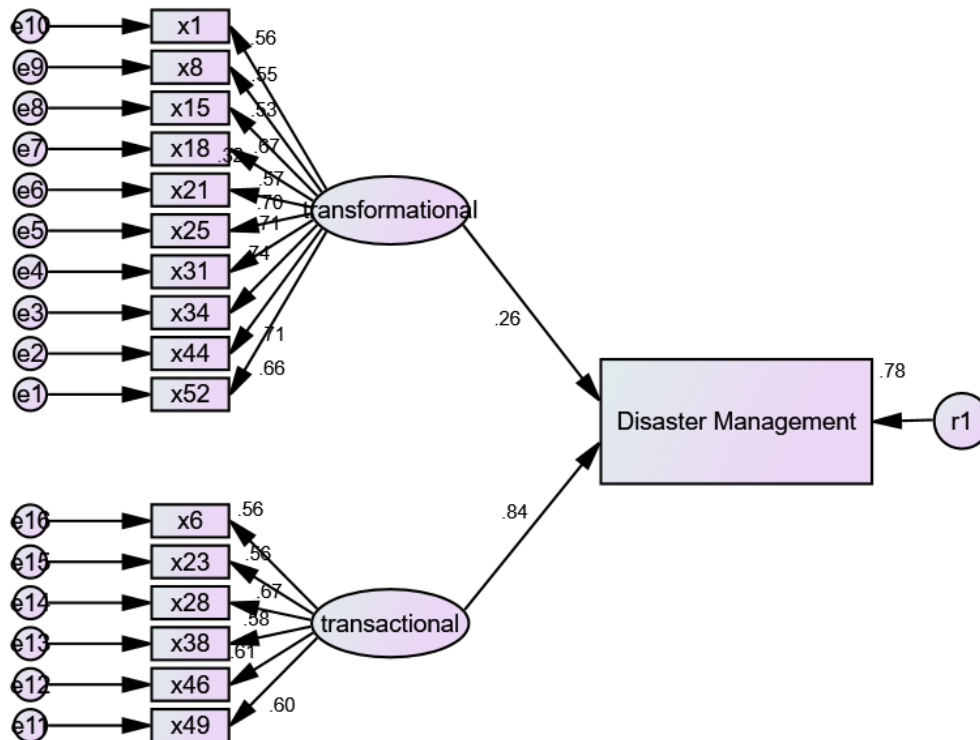 e10 x1 .56
e9 x8 .55
e8 x15 .53
e7 x18 .32 .67
e6 x21 .57
.70
transformational
e5 x25 .71
e4 x31 .74
e3 x34
e2 x44 .71
e1 x52 .66
.26
.78
Disaster Management
r1
.84
e16 x6 .56
e15 x23 .56
e14 x28 .67
e13 x38 .58
transactional
e12 x46 .61
e11 x49 .60